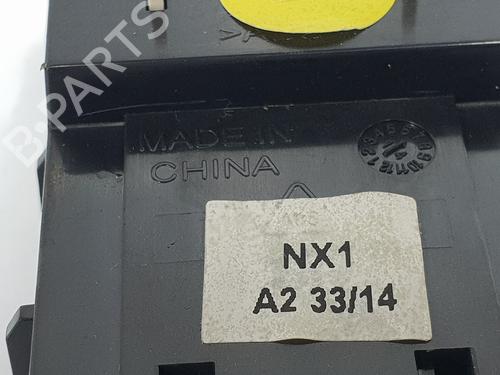 B-PARTS
MADE IN
CHINA
NX1
A2 33/14